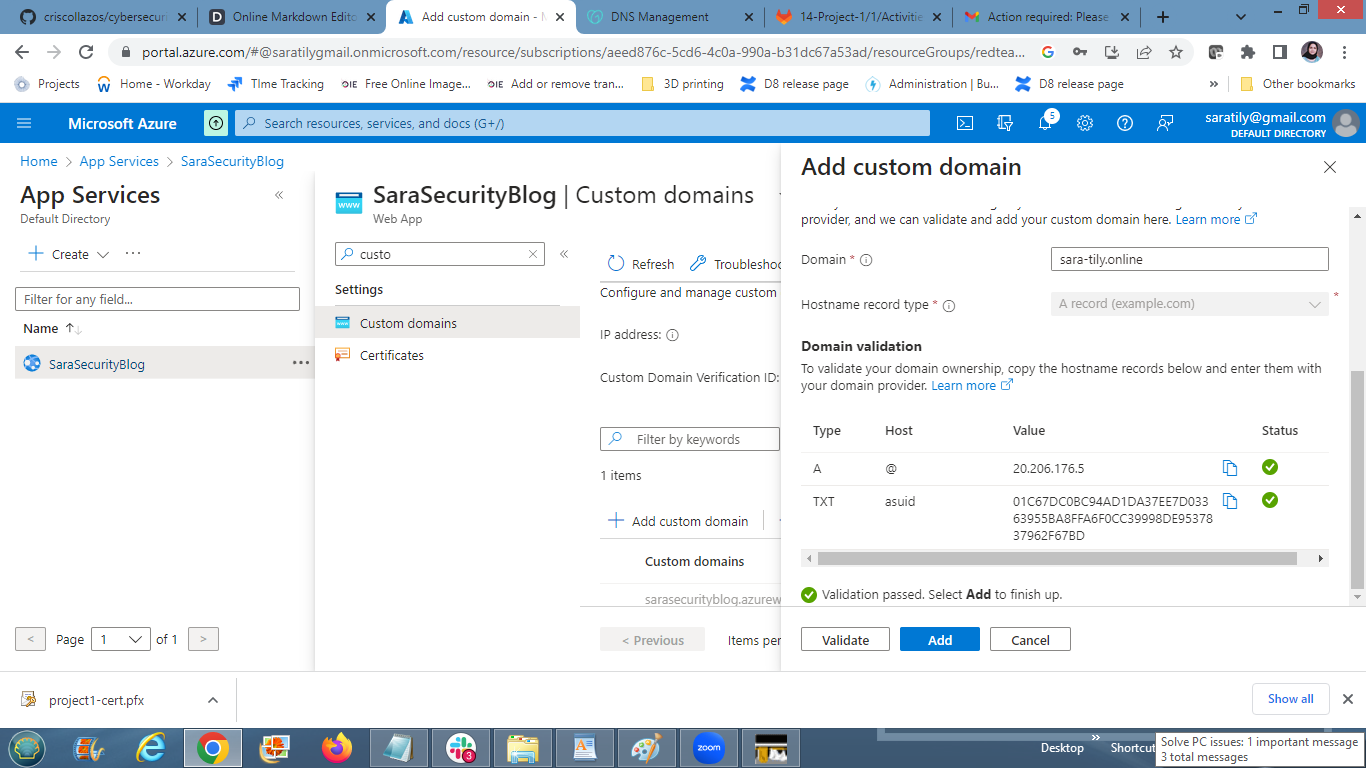 criscollazos/cybersecuri
Online Markdown Edito
Add custom domain - M
DNS Management
14-Project-1/1/Activitie
Action required: Please
portal.azure.com/#@saratilygmail.onmicrosoft.com/resource/subscriptions/aeed876c-5cd6-4c0a-990a-b31dc67a53ad/resourceGroups/redtea...
Projects
Home - Workday
TIme Tracking
OIE Free Online Image...
OIE Add or remove tran...
3D printing
D8 release page
Administration | Bu...
D8 release page
»
Other bookmarks
Microsoft Azure
Search resources, services, and docs (G+/)
5
saratily@gmail.com
DEFAULT DIRECTORY
Home > App Services > SaraSecurityBlog
App Services
Default Directory
Create
Filter for any field...
Name
SaraSecurityBlog
< Page 1 of 1 >
SaraSecurityBlog | Custom domains
Web App
custo
Settings
Custom domains
Certificates
Refresh
Troubleshoo
Configure and manage custom
IP address:
Custom Domain Verification ID:
Filter by keywords
1 items
Add custom domain
Custom domains
sarasecurityblog.azurew
< Previous
Items per
Add custom domain
provider, and we can validate and add your custom domain here. Learn more
Domain *
sara-tily.online
Hostname record type *
A record (example.com)
*
Domain validation
To validate your domain ownership, copy the hostname records below and enter them with
your domain provider. Learn more
Type Host Value Status
A @ 20.206.176.5
TXT asuid 01C67DC0BC94AD1DA37EE7D033
63955BA8FFA6F0CC39998DE95378
37962F67BD
Validation passed. Select Add to finish up.
Validate
Add
Cancel
project1-cert.pfx
Show all
3
zoom
Desktop
»
Shortcut
Solve PC issues: 1 important message
3 total messages